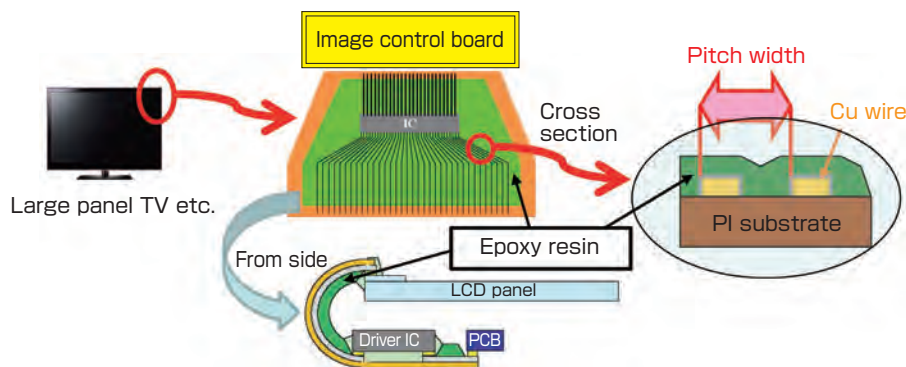 Image control board
Pitch width
IC
Cross
section
Cu wire
Large panel TV etc.
PI substrate
Epoxy resin
From side
LCD panel
Driver IC
PCB